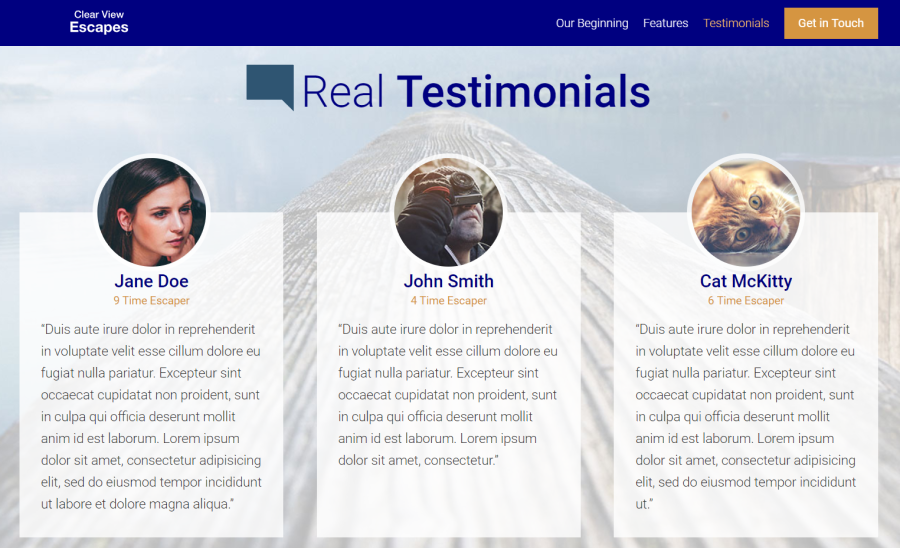 Clear View
Escapes
Our Beginning Features Testimonials Get in Touch
Real Testimonials
Jane Doe
9 Time Escaper
“Duis aute irure dolor in reprehenderit
in voluptate velit esse cillum dolore eu
fugiat nulla pariatur. Excepteur sint
occaecat cupidatat non proident, sunt
in culpa qui officia deserunt mollit
anim id est laborum. Lorem ipsum
dolor sit amet, consectetur adipisicing
elit, sed do eiusmod tempor incididunt
ut labore et dolore magna aliqua.”
John Smith
4 Time Escaper
“Duis aute irure dolor in reprehenderit
in voluptate velit esse cillum dolore eu
fugiat nulla pariatur. Excepteur sint
occaecat cupidatat non proident, sunt
in culpa qui officia deserunt mollit
anim id est laborum. Lorem ipsum
dolor sit amet, consectetur.”
Cat McKitty
6 Time Escaper
“Duis aute irure dolor in reprehenderit
in voluptate velit esse cillum dolore eu
fugiat nulla pariatur. Excepteur sint
occaecat cupidatat non proident, sunt
in culpa qui officia deserunt mollit
anim id est laborum. Lorem ipsum
dolor sit amet, consectetur adipisicing
elit, sed do eiusmod tempor incididunt
ut.”